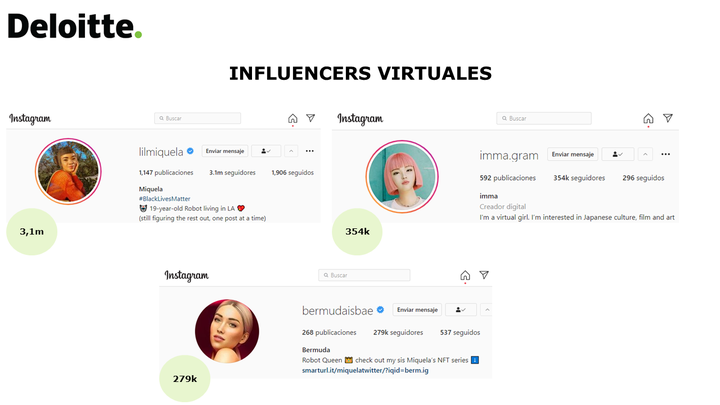 Deloitte.
INFLUENCERS VIRTUALES
Instagram
Buscar
lilmiquela Enviar mensaje
1,147 publicaciones 3.1m seguidores 1,906 seguidos
Miquela
#BlackLivesMatter
19-year-old Robot living in LA
(still figuring the rest out, one post at a time)
3,1m
Instagram
Buscar
imma.gram Enviar mensaje
592 publicaciones 354k seguidores 296 seguidos
imma
Creador digital
I'm a virtual girl. I'm interested in Japanese culture, film and art
354k
Instagram
Buscar
bermudaisbae Enviar mensaje
268 publicaciones 279k seguidores 537 seguidos
Bermuda
Robot Queen 👸 check out my sis Miquela's NFT series ⬇️
smarturl.it/miquelatwitter/?iqid=berm.ig
279k